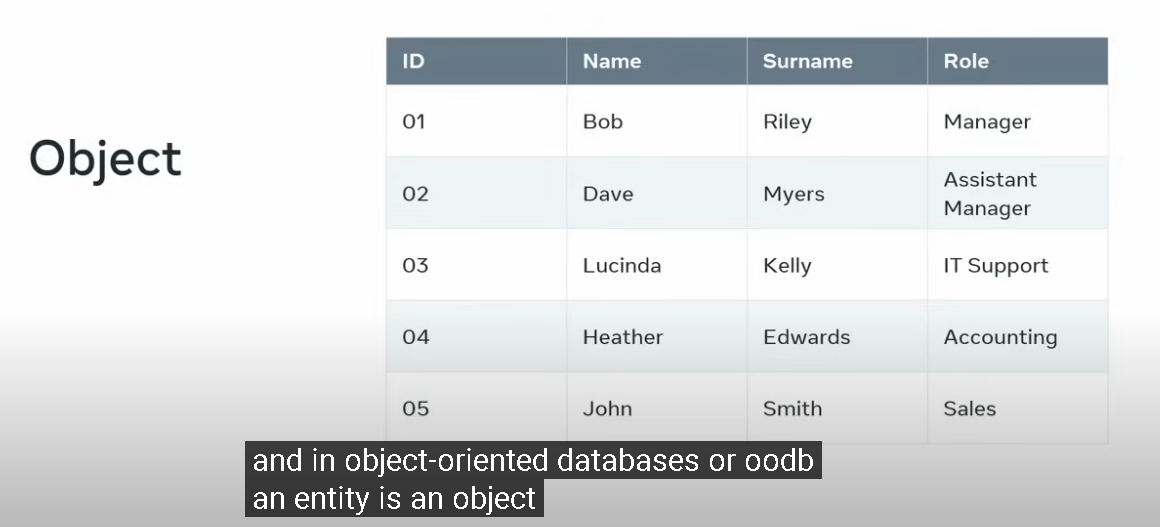 Object
ID Name Surname Role
01 Bob Riley Manager
02 Dave Myers Assistant
Manager
03 Lucinda Kelly IT Support
04 Heather Edwards Accounting
05 John Smith Sales
and in object-oriented databases or oodb
an entity is an object